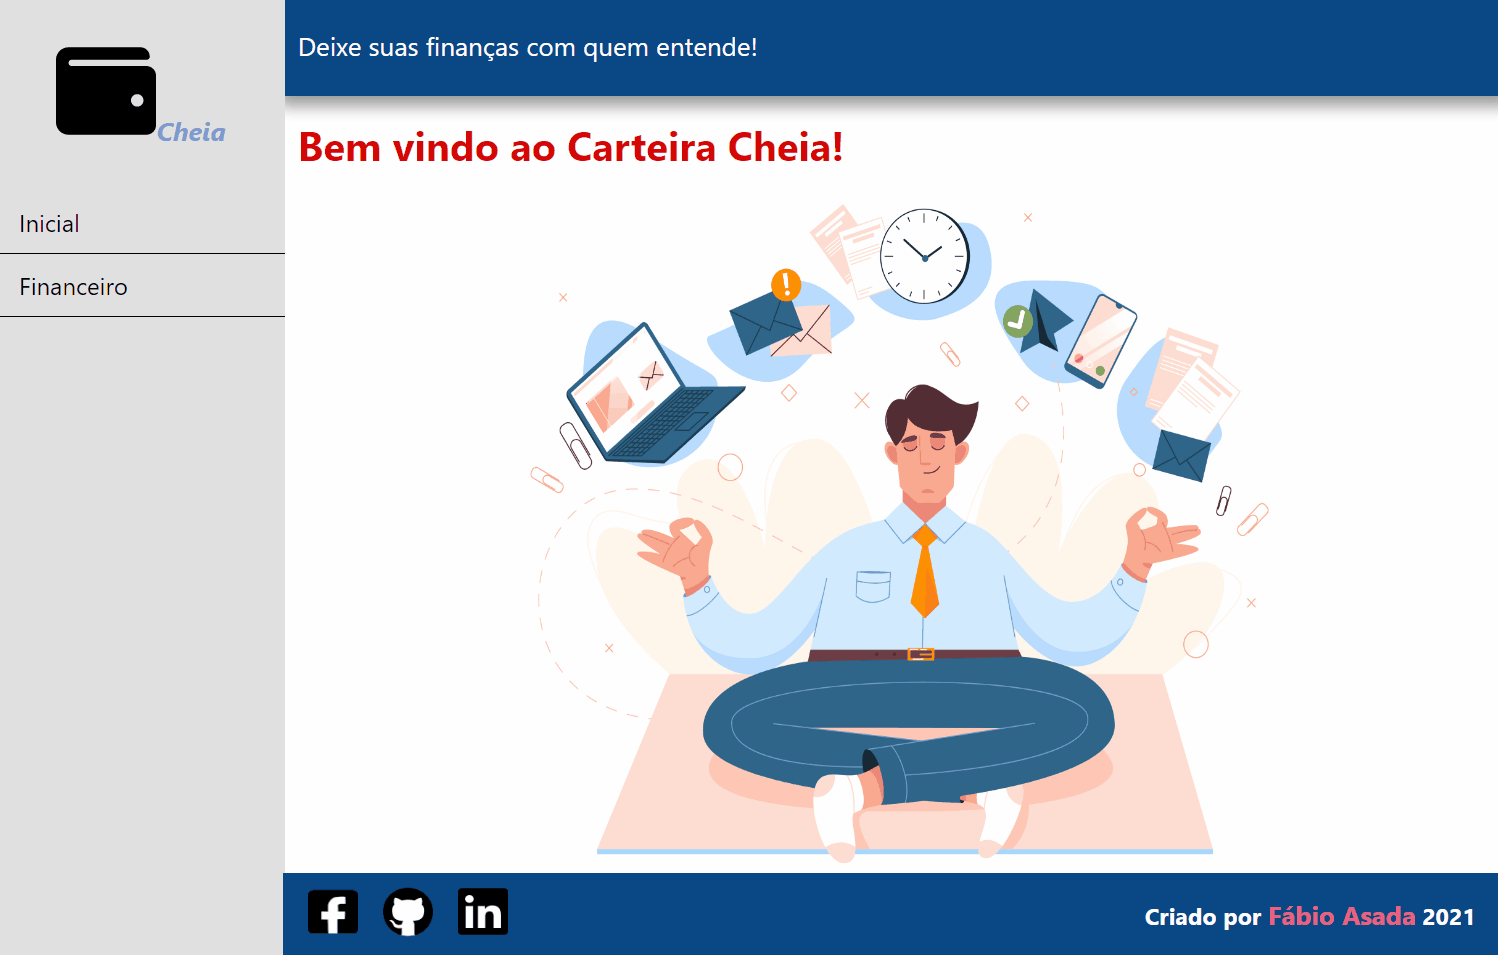 Cheia
Inicial
Financeiro
Deixe suas finanças com quem entende!
Bem vindo ao Carteira Cheia!
Criado por Fábio Asada 2021